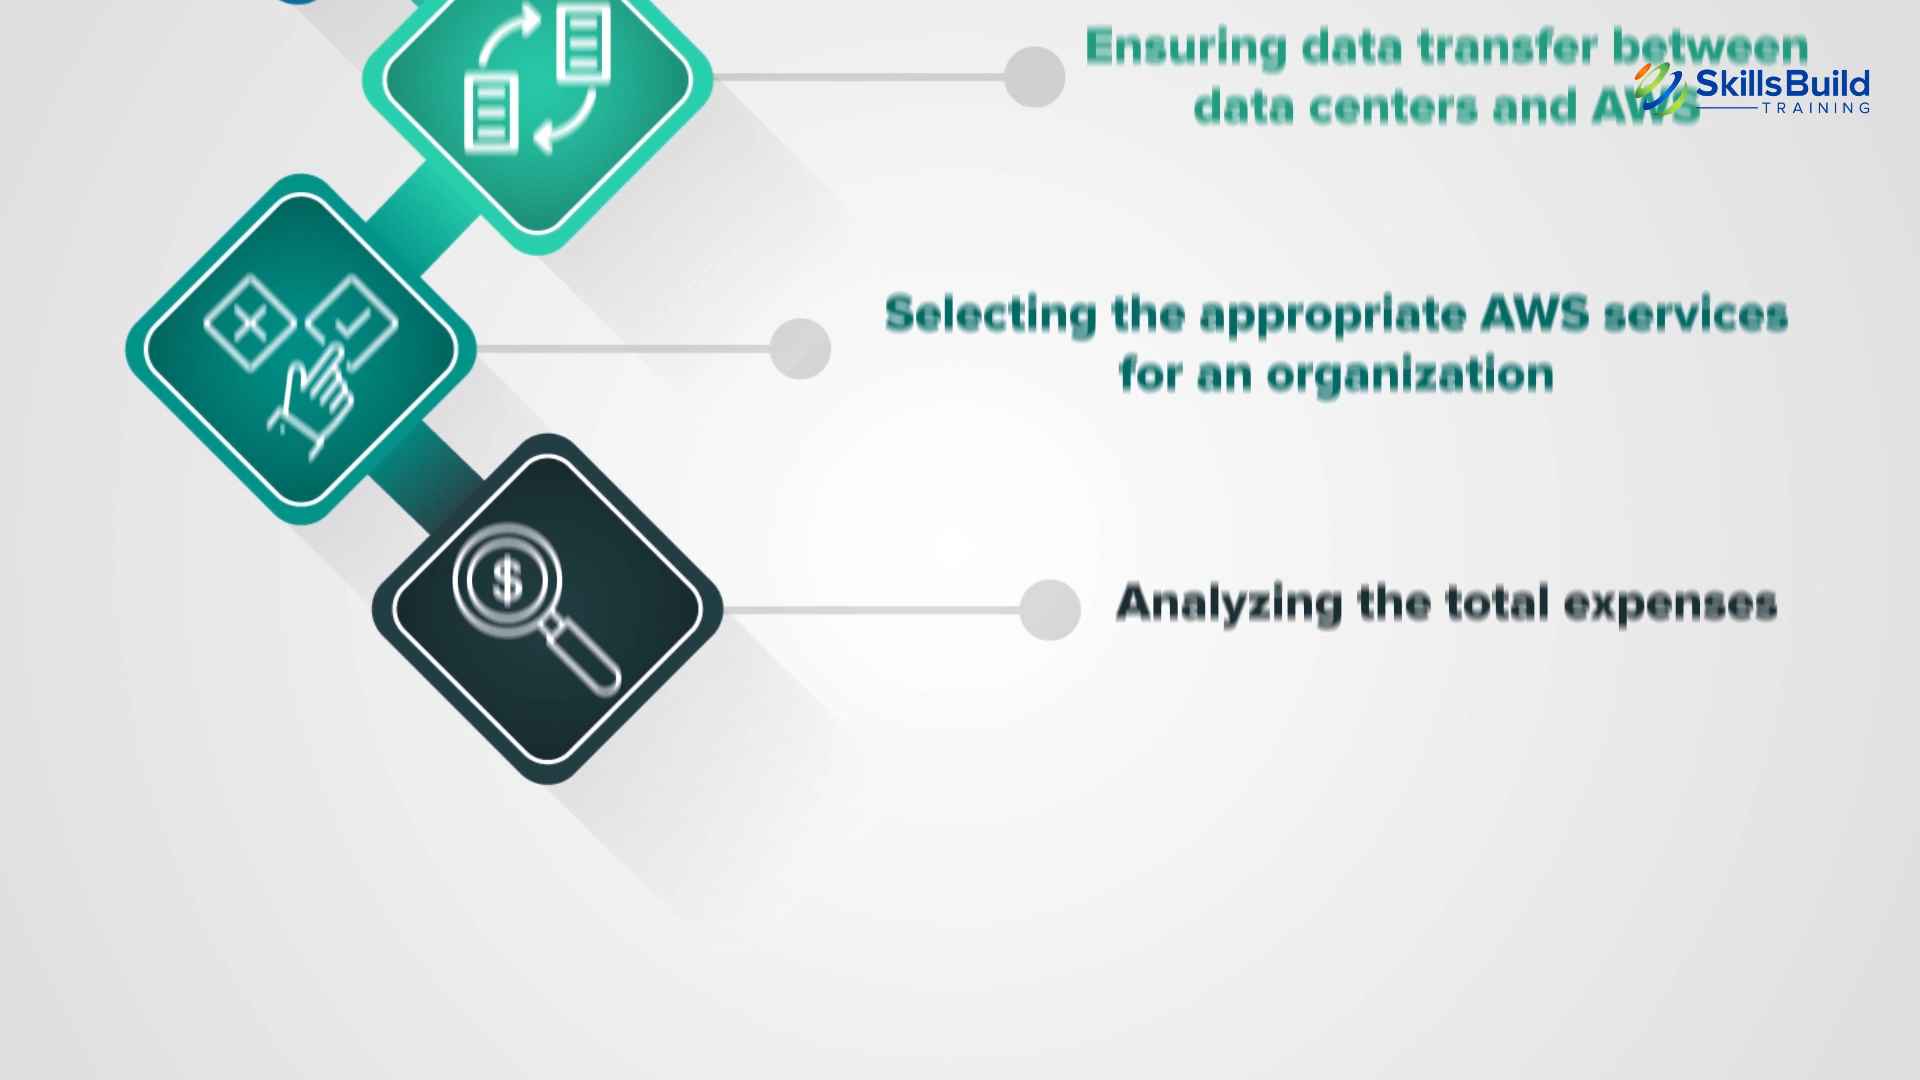 Ensuring data transfer between
data centers and AWS
SkillsBuild
TRAINING
Selecting the appropriate AWS services
for an organization
$
Analyzing the total expenses